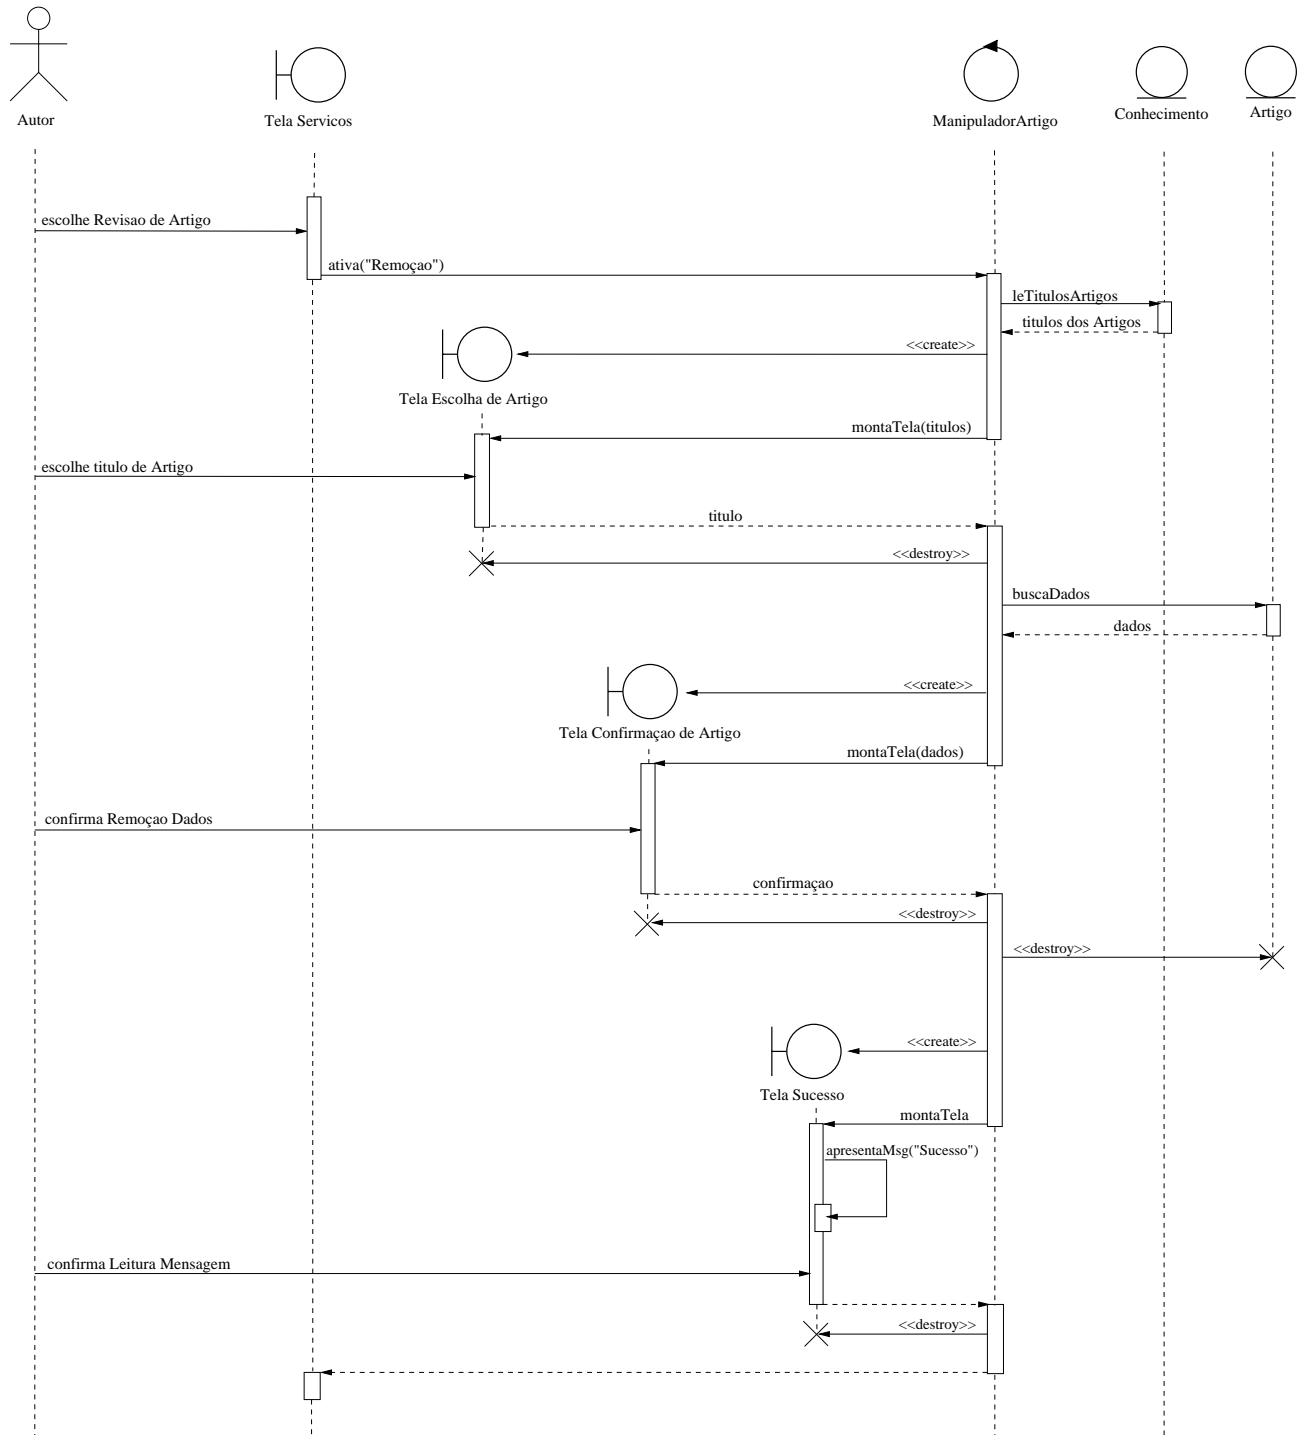 Autor
Tela Servicos
ManipuladorArtigo
Conhecimento
Artigo
escolhe Revisao de Artigo
ativa("Remoçao")
leTitulosArtigos
titulos dos Artigos
<<create>>
Tela Escolha de Artigo
montaTela(titulos)
escolhe titulo de Artigo
titulo
<<destroy>>
buscaDados
dados
<<create>>
Tela Confirmaçao de Artigo
montaTela(dados)
confirma Remoçao Dados
confirmaçao
<<destroy>>
<<destroy>>
<<create>>
Tela Sucesso
montaTela
apresentaMsg("Sucesso")
confirma Leitura Mensagem
<<destroy>>